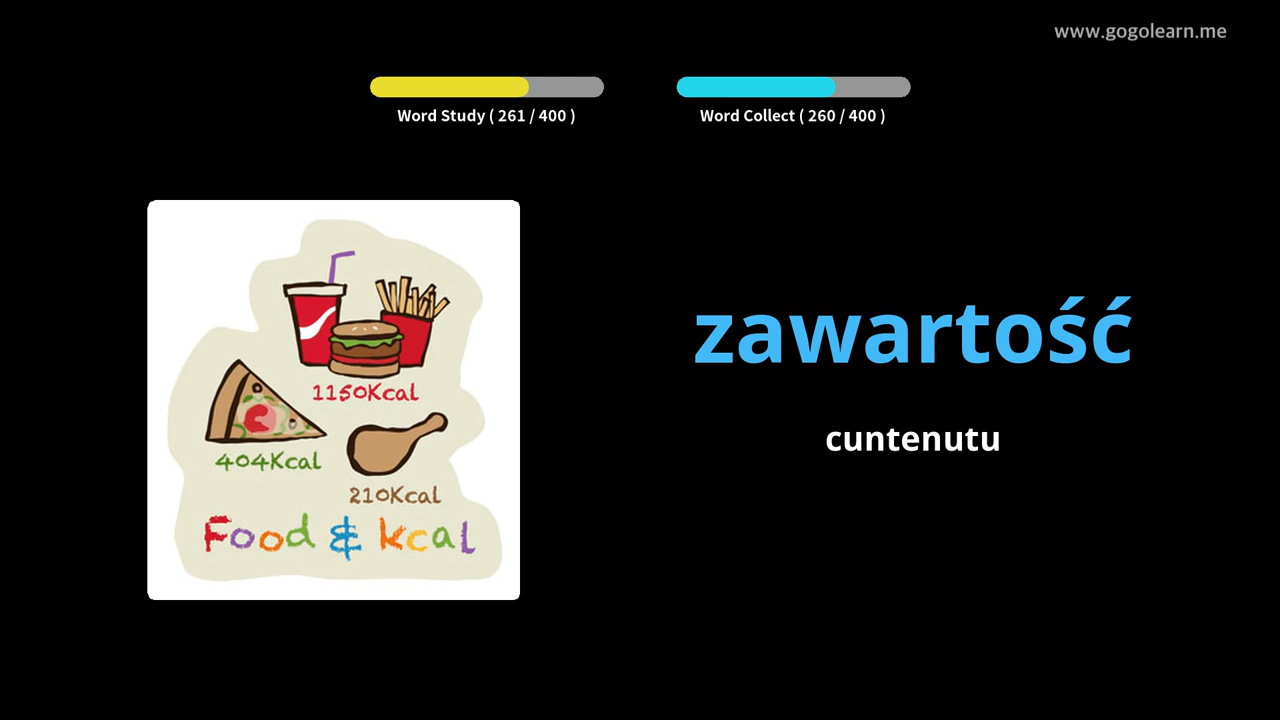 www.gogolearn.me
Word Study ( 261 / 400 )
Word Collect ( 260 / 400 )
1150Kcal
404Kcal
210Kcal
Food & kcal
zawartość
cuntenutu